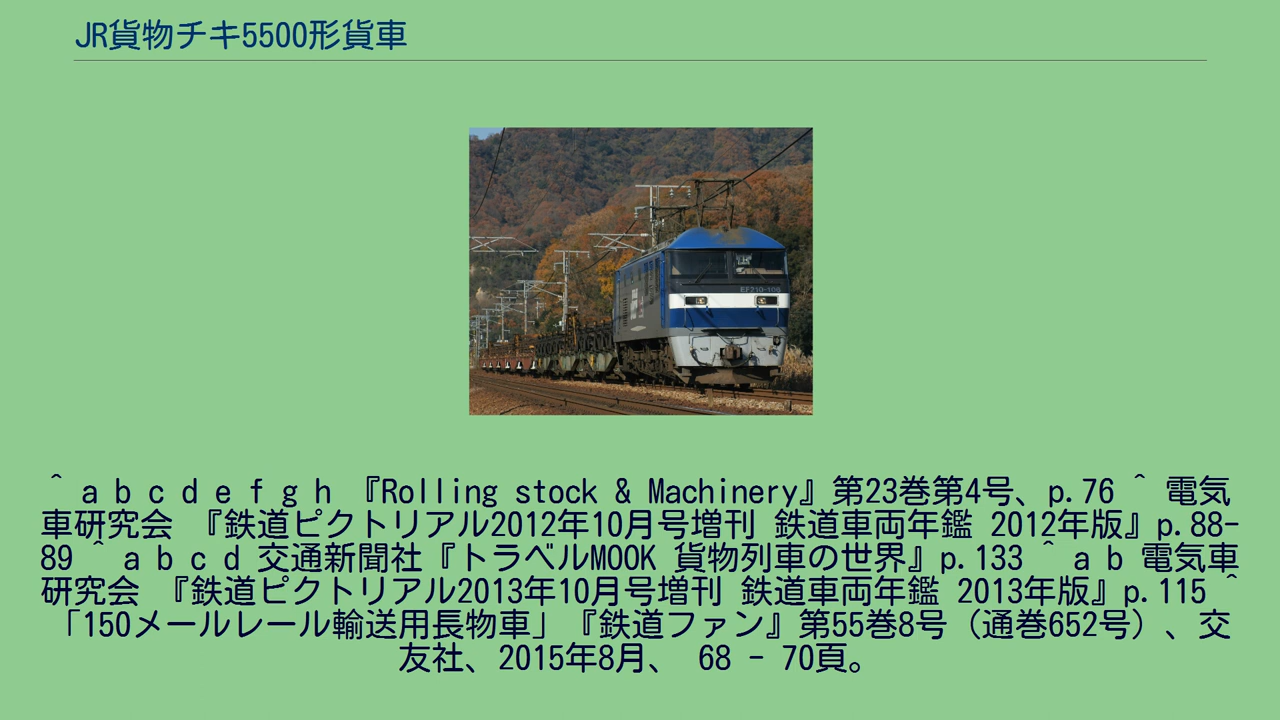 JR貨物チキ5500形貨車
EF210-106
^ a b c d e f g h 『Rolling stock & Machinery』第23巻第4号、p.76 ^ 電気
車研究会 『鉄道ピクトリアル2012年10月号増刊 鉄道車両年鑑 2012年版』p.88-
89 ^ a b c d 交通新聞社『トラベルMOOK 貨物列車の世界』p.133 ^ a b 電気車
研究会 『鉄道ピクトリアル2013年10月号増刊 鉄道車両年鑑 2013年版』p.115 ^
「150メールレール輸送用長物車」『鉄道ファン』第55巻8号（通巻652号）、交
友社、2015年8月、 68 - 70頁。